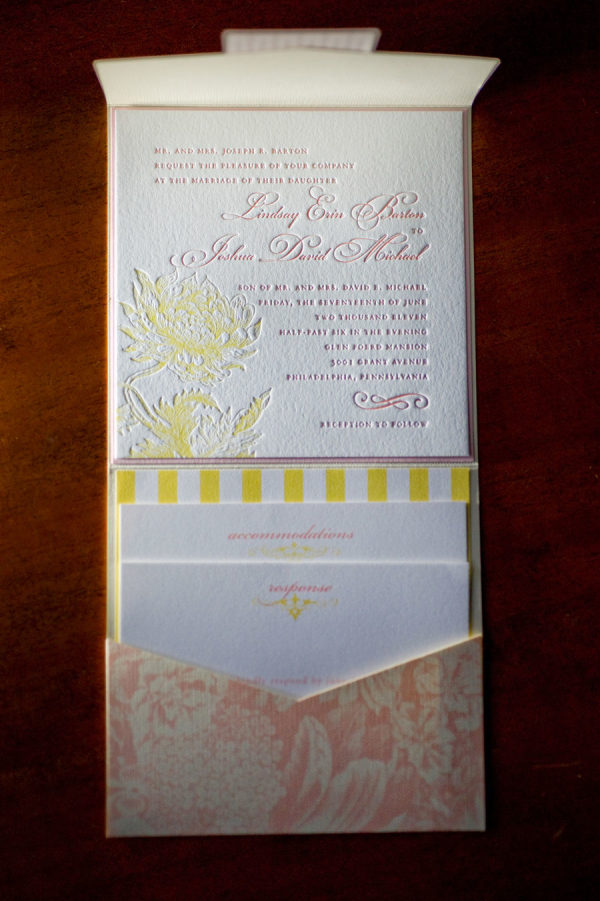 MR. AND MRS. JOSEPH R. BARTON
REQUEST THE PLEASURE OF YOUR COMPANY
AT THE MARRIAGE OF THEIR DAUGHTER
Lindsay Erin Barton
TO
Joshua David Michael
SON OF MR. AND MRS. DAVID E. MICHAEL
FRIDAY, THE SEVENTEENTH OF JUNE
TWO THOUSAND ELEVEN
HALF-PAST SIX IN THE EVENING
GLEN FOERD MANSION
5001 GRANT AVENUE
PHILADELPHIA, PENNSYLVANIA
RECEPTION TO FOLLOW
accommodations
response
kindly respond by